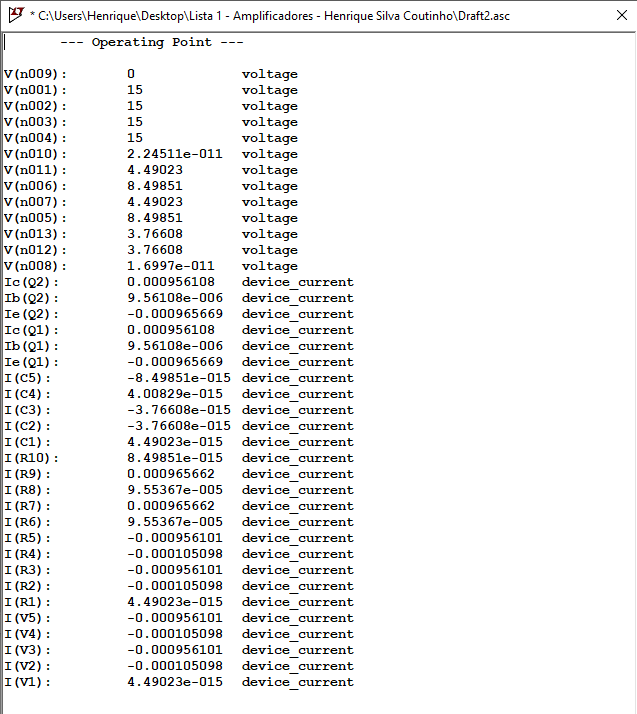 * C:\Users\Henrique\Desktop\Lista 1 - Amplificadores - Henrique Silva Coutinho\Draft2.asc
--- Operating Point ---
V(n009): 0 voltage
V(n001): 15 voltage
V(n002): 15 voltage
V(n003): 15 voltage
V(n004): 15 voltage
V(n010): 2.24511e-011 voltage
V(n011): 4.49023 voltage
V(n006): 8.49851 voltage
V(n007): 4.49023 voltage
V(n005): 8.49851 voltage
V(n013): 3.76608 voltage
V(n012): 3.76608 voltage
V(n008): 1.6997e-011 voltage
Ic(Q2): 0.000956108 device_current
Ib(Q2): 9.56108e-006 device_current
Ie(Q2): -0.000965669 device_current
Ic(Q1): 0.000956108 device_current
Ib(Q1): 9.56108e-006 device_current
Ie(Q1): -0.000965669 device_current
I(C5): -8.49851e-015 device_current
I(C4): 4.00829e-015 device_current
I(C3): -3.76608e-015 device_current
I(C2): -3.76608e-015 device_current
I(C1): 4.49023e-015 device_current
I(R10): 8.49851e-015 device_current
I(R9): 0.000965662 device_current
I(R8): 9.55367e-005 device_current
I(R7): 0.000965662 device_current
I(R6): 9.55367e-005 device_current
I(R5): -0.000956101 device_current
I(R4): -0.000105098 device_current
I(R3): -0.000956101 device_current
I(R2): -0.000105098 device_current
I(R1): 4.49023e-015 device_current
I(V5): -0.000956101 device_current
I(V4): -0.000105098 device_current
I(V3): -0.000956101 device_current
I(V2): -0.000105098 device_current
I(V1): 4.49023e-015 device_current